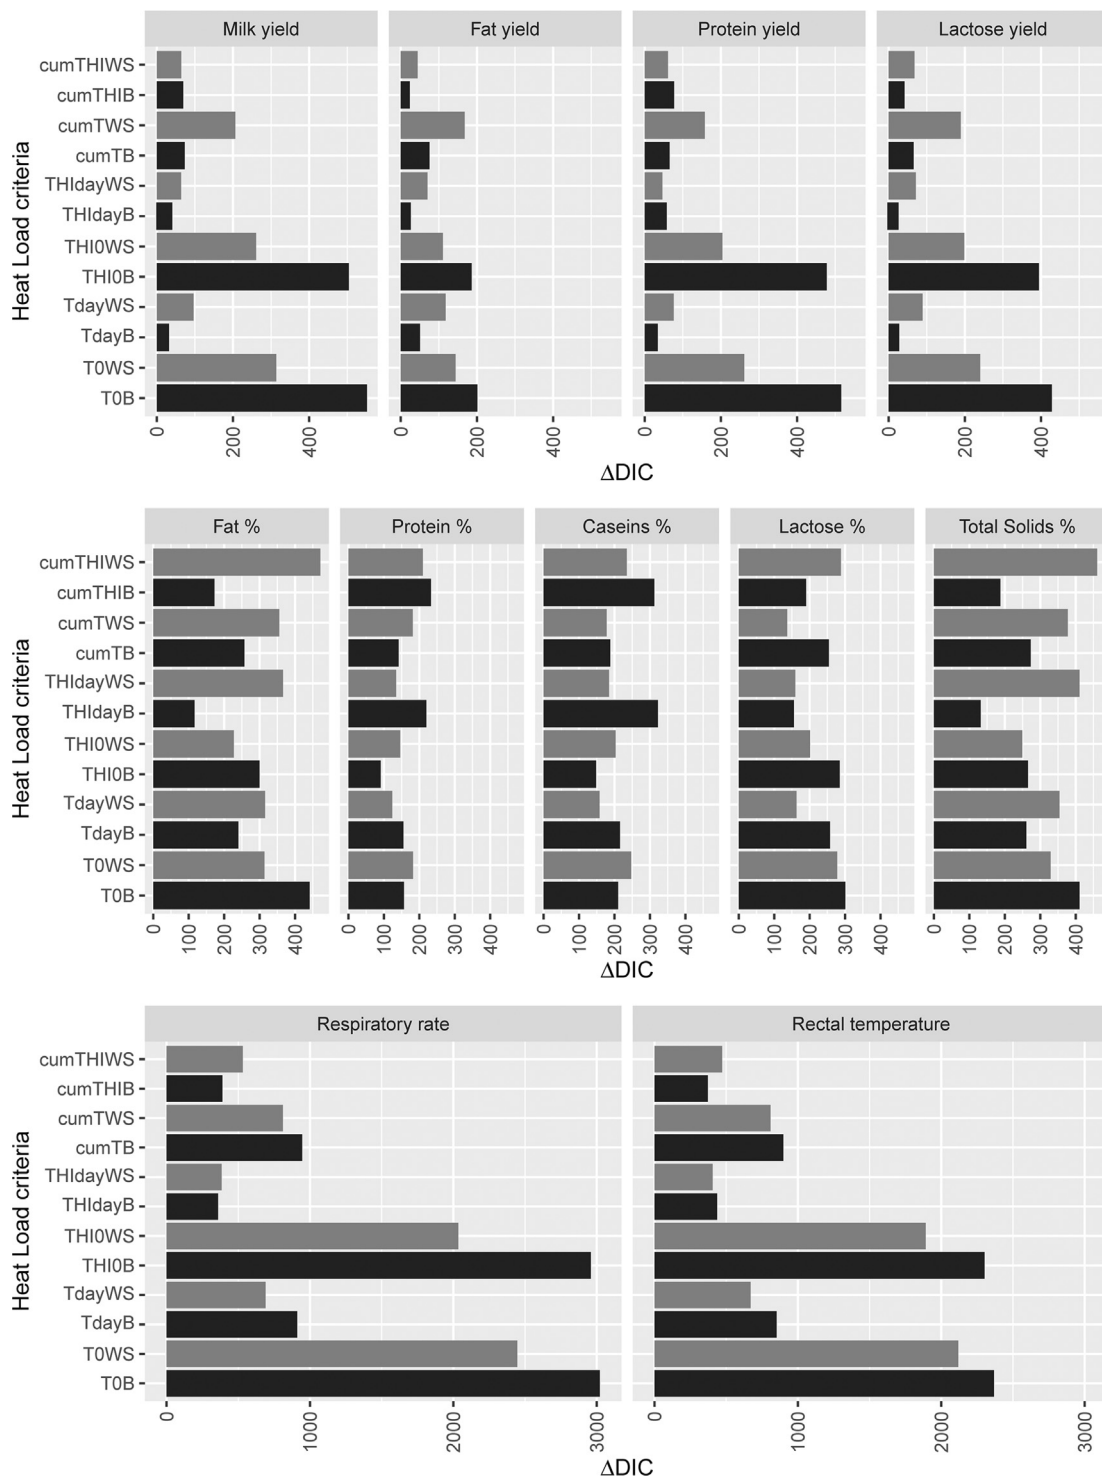 Milk yield Fat yield Protein yield Lactose yield
Heat Load criteria
cumTHIWS
cumTHIB
cumTWS
cumTB
THIdayWS
THIdayB
THI0WS
THI0B
TdayWS
TdayB
T0WS
T0B
0 200 400 0 200 400 0 200 400 0 200 400
ΔDIC
Fat % Protein % Caseins % Lactose % Total Solids %
Heat Load criteria
cumTHIWS
cumTHIB
cumTWS
cumTB
THIdayWS
THIdayB
THI0WS
THI0B
TdayWS
TdayB
T0WS
T0B
0 100 200 300 400 0 100 200 300 400 0 100 200 300 400 0 100 200 300 400 0 100 200 300 400
ΔDIC
Respiratory rate Rectal temperature
Heat Load criteria
cumTHIWS
cumTHIB
cumTWS
cumTB
THIdayWS
THIdayB
THI0WS
THI0B
TdayWS
TdayB
T0WS
T0B
0 1000 2000 3000 0 1000 2000 3000
ΔDIC